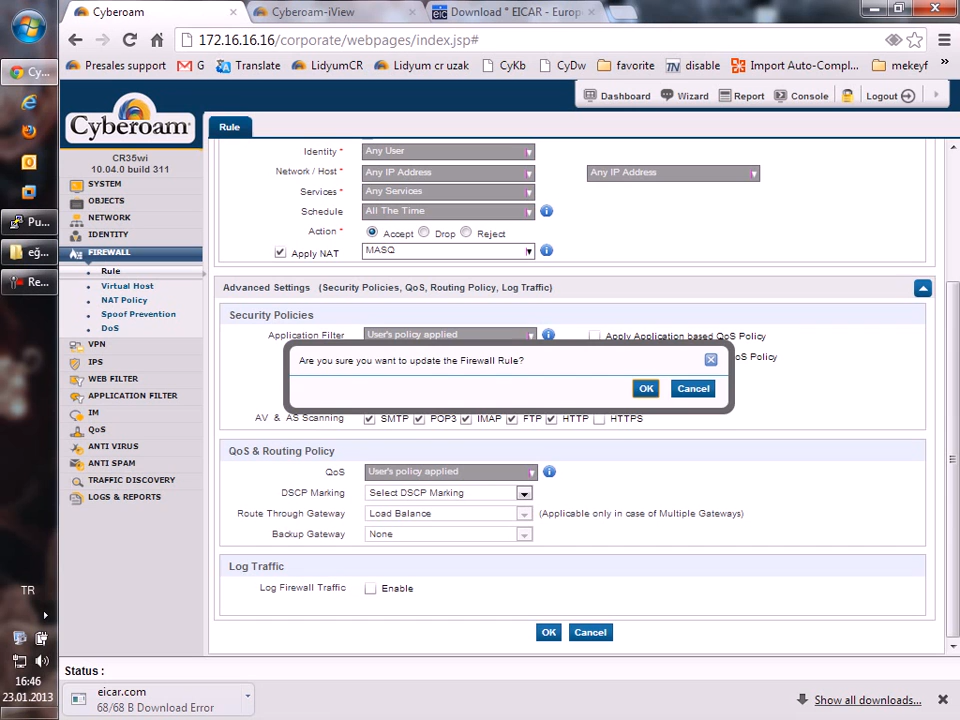 Cyberoam
Cyberoam-iView
Download * EICAR - Europ
172.16.16.16/corporate/webpages/index.jsp#
Presales support
G
Translate
LidyumCR
Lidyum cr uzak
CyKb
CyDw
favorite
disable
Import Auto-Compl...
mekeyf
»
Cy...
Pu...
eğ...
Re...
TR
16:46
23.01.2013
Dashboard
Wizard
Report
Console
Logout
Cyberoam
CR35wi
10.04.0 build 311
SYSTEM
OBJECTS
NETWORK
IDENTITY
FIREWALL
Rule
Virtual Host
NAT Policy
Spoof Prevention
DoS
VPN
IPS
WEB FILTER
APPLICATION FILTER
IM
QoS
ANTI VIRUS
ANTI SPAM
TRAFFIC DISCOVERY
LOGS & REPORTS
Rule
Identity * Any User
Network / Host * Any IP Address Any IP Address
Services * Any Services
Schedule All The Time
Action * Accept Drop Reject
Apply NAT MASQ
Advanced Settings (Security Policies, QoS, Routing Policy, Log Traffic)
Security Policies
Application Filter User's policy applied Apply Application based QoS Policy
oS Policy
Are you sure you want to update the Firewall Rule?
OK Cancel
AV & AS Scanning SMTP POP3 IMAP FTP HTTP HTTPS
QoS & Routing Policy
QoS User's policy applied
DSCP Marking Select DSCP Marking
Route Through Gateway Load Balance (Applicable only in case of Multiple Gateways)
Backup Gateway None
Log Traffic
Log Firewall Traffic Enable
OK Cancel
Status :
eicar.com
68/68 B Download Error
Show all downloads...